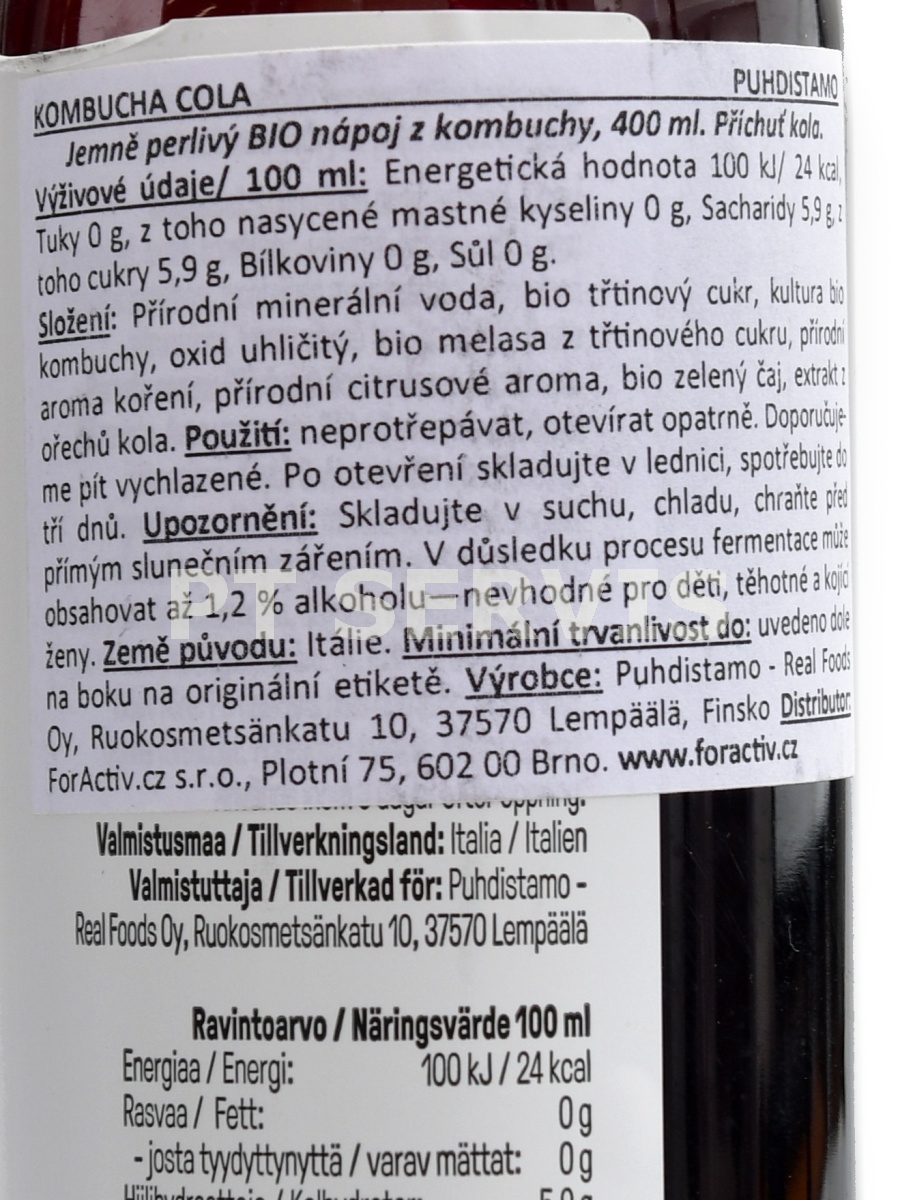 KOMBUCHA COLA PUHDISTAMO
Jemně perlivý BIO nápoj z kombuchy, 400 ml. Příchuť kola.
Výživové údaje/ 100 ml: Energetická hodnota 100 kJ/ 24 kcal,
Tuky 0 g, z toho nasycené mastné kyseliny 0 g, Sacharidy 5,9 g, z
toho cukry 5,9 g, Bílkoviny 0 g, Sůl 0 g.
Složení: Přírodní minerální voda, bio třtinový cukr, kultura bio
kombuchy, oxid uhličitý, bio melasa z třtinového cukru, přírodní
aroma koření, přírodní citrusové aroma, bio zelený čaj, extrakt z
ořechů kola. Použití: neprotřepávat, otevírat opatrně. Doporučuje-
me pít vychlazené. Po otevření skladujte v lednici, spotřebujte do
tří dnů. Upozornění: Skladujte v suchu, chladu, chraňte před
přímým slunečním zářením. V důsledku procesu fermentace může
obsahovat až 1,2 % alkoholu—nevhodné pro děti, těhotné a kojící
ženy. Země původu: Itálie. Minimální trvanlivost do: uvedeno dole
na boku na originální etiketě. Výrobce: Puhdistamo - Real Foods
Oy, Ruokosmetsänkatu 10, 37570 Lempäälä, Finsko Distributor:
ForActiv.cz s.r.o., Plotní 75, 602 00 Brno. www.foractiv.cz
PT SERVIS
Valmistusmaa / Tillverkningsland: Italia / Italien
Valmistuttaja / Tillverkad för: Puhdistamo -
Real Foods Oy, Ruokosmetsänkatu 10, 37570 Lempäälä
Ravintoarvo / Näringsvärde 100 ml
Energiaa / Energi: 100 kJ / 24 kcal
Rasvaa / Fett: 0 g
- josta tyydyttynyttä / varav mättat: 0 g